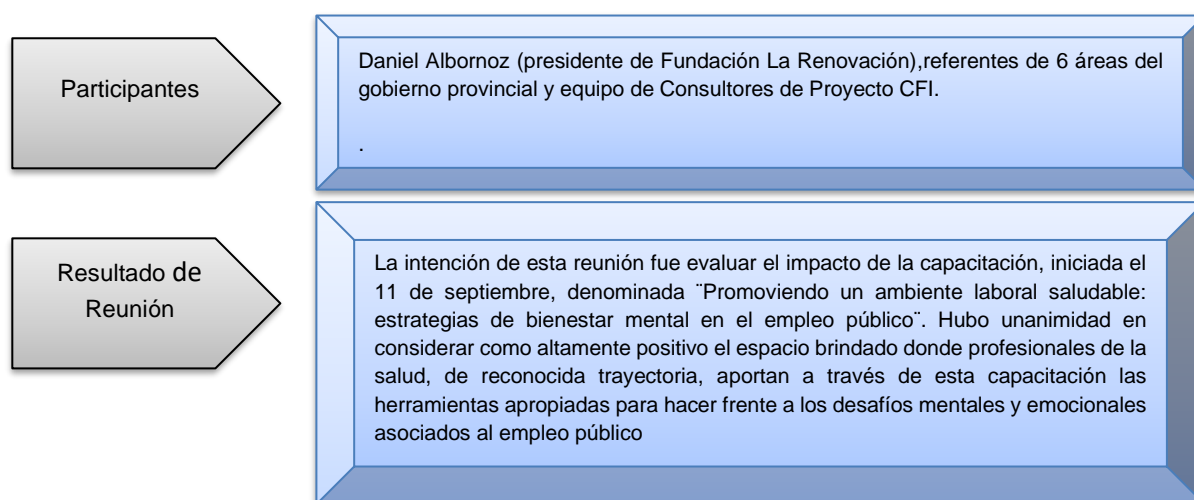 Participantes
Daniel Albornoz (presidente de Fundación La Renovación),referentes de 6 áreas del
gobierno provincial y equipo de Consultores de Proyecto CFI.
.
Resultado de
Reunión
La intención de esta reunión fue evaluar el impacto de la capacitación, iniciada el
11 de septiembre, denominada ¨Promoviendo un ambiente laboral saludable:
estrategias de bienestar mental en el empleo público¨. Hubo unanimidad en
considerar como altamente positivo el espacio brindado donde profesionales de la
salud, de reconocida trayectoria, aportan a través de esta capacitación las
herramientas apropiadas para hacer frente a los desafíos mentales y emocionales
asociados al empleo público